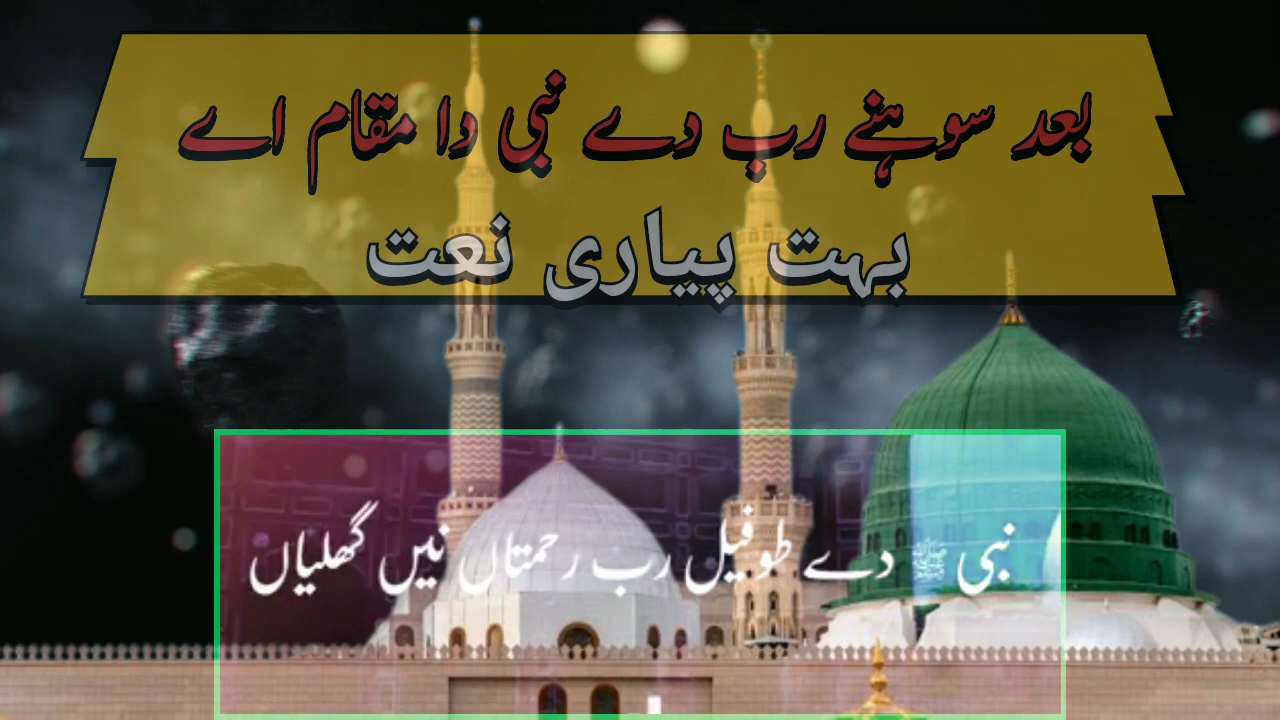 بعد سوہنے رب دے نبی دا مقام اے
بہت پیاری نعت
نبی ﷺ دے طوفیل رب رحمتاں نیں گھلیاں